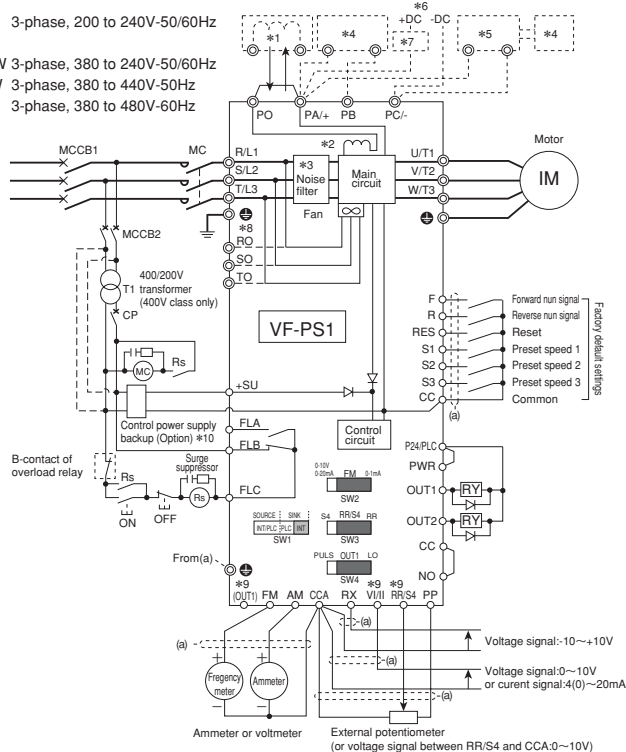 3-phase, 200 to 240V-50/60Hz
W 3-phase, 380 to 240V-50/60Hz
3-phase, 380 to 440V-50Hz
3-phase, 380 to 480V-60Hz
*6
+DC -DC
*1
*4
*7
*5
*4
PO
PA/+
PB
PC/-
MCCB1
MC
R/L1
S/L2
T/L3
*3
Noise
filter
Fan
*2
Main
circuit
U/T1
V/T2
W/T3
Motor
IM
*8
RO
SO
TO
MCCB2
400/200V
transformer
(400V class only)
T1
CP
MC
Rs
VF-PS1
F
R
RES
S1
S2
S3
CC
Forward nun signal
Reverse nun signal
Reset
Preset speed 1
Preset speed 2
Preset speed 3
Common
Factory default settings
(a)
+SU
Control power supply
backup (Option) *10
Control
circuit
FLA
FLB
FLC
B-contact of
overload relay
Rs
ON
OFF
Surge
suppressor
Rs
P24/PLC
PWR
OUT1
RY
OUT2
RY
CC
NO
0-10V
0-20mA
FM
0-1mA
SW2
SOURCE
SINK
INT/PLC
PLC
INT
SW1
S4
RR/S4
RR
SW3
PULS
OUT1
LO
SW4
From(a)
*9
(OUT1)
FM
AM
CCA
RX
*9
VI/II
*9
RR/S4
PP
(a)
(a)
(a)
(a)
Voltage signal:-10～+10V
Voltage signal:0～10V
or curent signal:4(0)～20mA
+
+
Fregency
meter
Ammeter
−
−
Ammeter or voltmeter
External potentiometer
(or voltage signal between RR/S4 and CCA:0～10V)